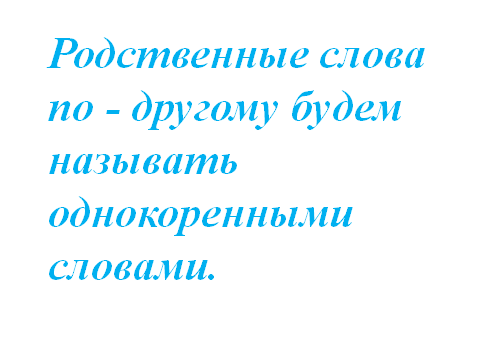 Родственные слова
по - другому будем
называть
однокоренными
словами.